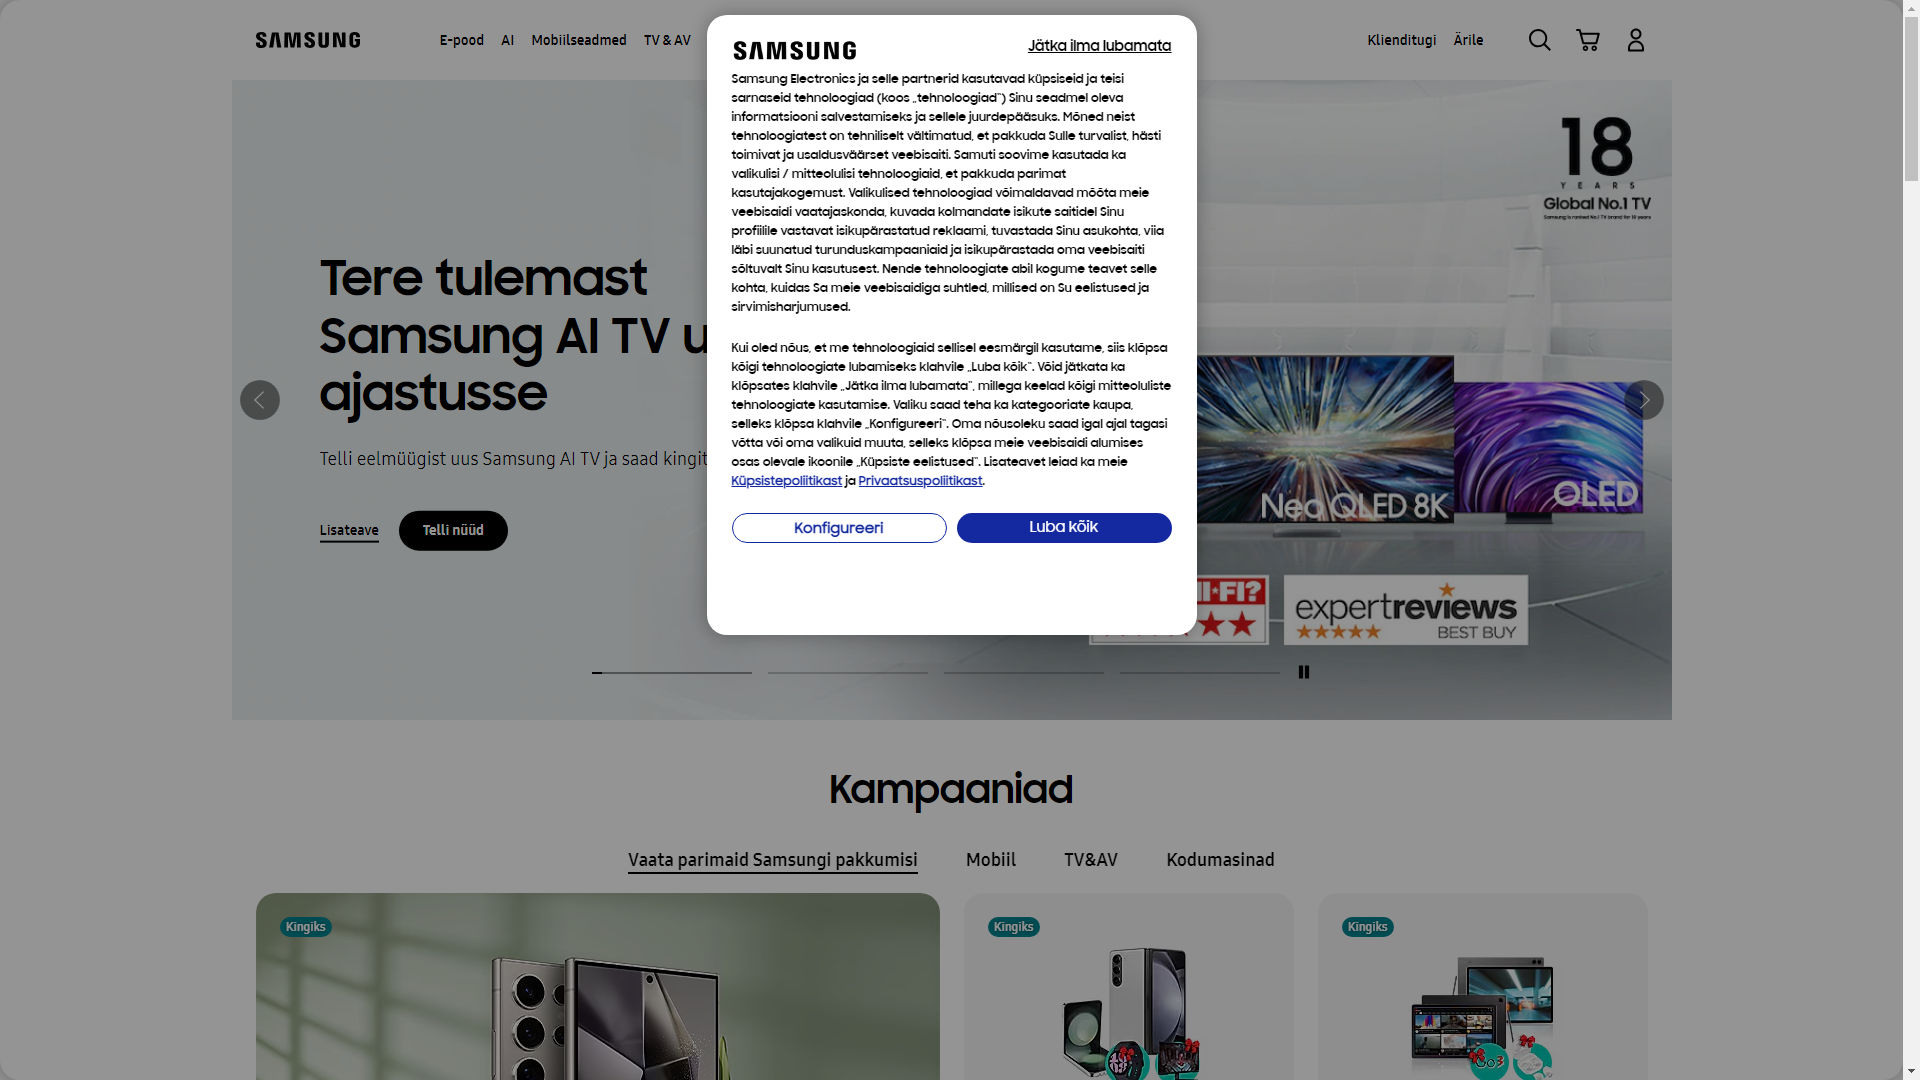 SAMSUNG
E-pood
AI
Mobiilseadmed
TV & AV
Klienditugi
Ärile
SAMSUNG
Jätka ilma lubamata
Samsung Electronics ja selle partnerid kasutavad küpsiseid ja teisi
sarnaseid tehnoloogiad (koos „tehnoloogiad“) Sinu seadmel oleva
informatsiooni salvestamiseks ja sellele juurdepääsuks. Mõned neist
tehnoloogiatest on tehniliselt vältimatud, et pakkuda Sulle turvalist, hästi
toimivat ja usaldusväärset veebisaiti. Samuti soovime kasutada ka
valikulisi / mitteolulisi tehnoloogiaid, et pakkuda parimat
kasutajakogemust. Valikulised tehnoloogiad võimaldavad mõõta meie
veebisaidi vaatajaskonda, kuvada kolmandate isikute saitidel Sinu
profiilile vastavat isikupärastatud reklaami, tuvastada Sinu asukohta, viia
läbi suunatud turunduskampaaniaid ja isikupärastada oma veebisaiti
sõltuvalt Sinu kasutusest. Nende tehnoloogiate abil kogume teavet selle
kohta, kuidas Sa meie veebisaidiga suhtled, millised on Su eelistused ja
sirvimisharjumused.
Kui oled nõus, et me tehnoloogiaid sellisel eesmärgil kasutame, siis klõpsa
kõigi tehnoloogiate lubamiseks klahvile „Luba kõik“. Võid jätkata ka
klõpsates klahvile „Jätka ilma lubamata“, millega keelad kõigi mitteoluliste
tehnoloogiate kasutamise. Valiku saad teha ka kategooriate kaupa,
selleks klõpsa klahvile „Konfigureeri“. Oma nõusoleku saad igal ajal tagasi
võtta või oma valikuid muuta, selleks klõpsa meie veebisaidi alumises
osas olevale ikoonile „Küpsiste eelistused“. Lisateavet leiad ka meie
Küpsistepoliitikast ja Privaatsuspoliitikast.
Konfigureeri
Luba kõik
Tere tulemast
Samsung AI TV u
ajastusse
Telli eelmüügist uus Samsung AI TV ja saad kingit
Lisateave
Telli nüüd
18
YEARS
Global No.1 TV
Samsung is ranked No.1 TV brand for 18 years
Neo QLED 8K
OLED
HI•FI?
expertreviews
BEST BUY
Kampaaniad
Vaata parimaid Samsungi pakkumisi
Mobiil
TV&AV
Kodumasinad
Kingiks
Kingiks
Kingiks